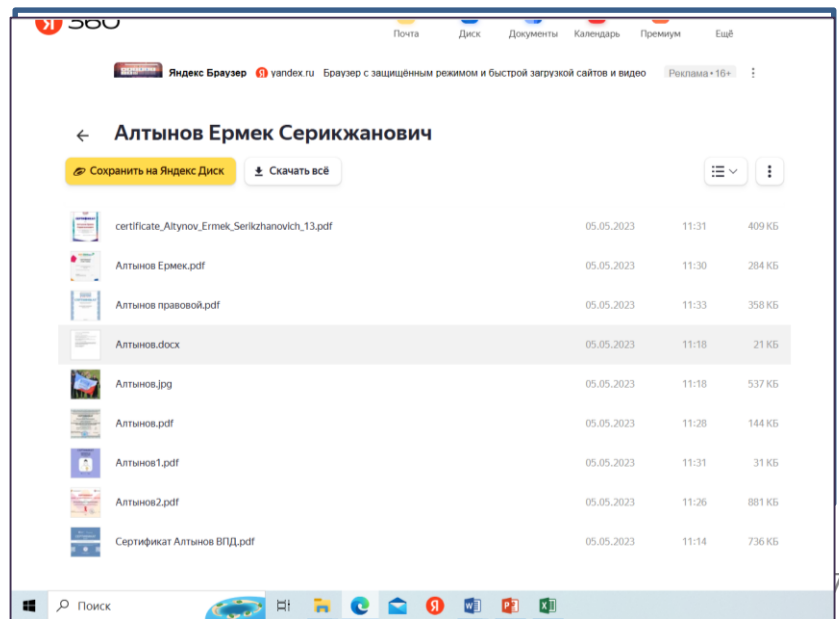 Я 360
Почта Диск Документы Календарь Премиум Ещё
Яндекс Браузер Я yandex.ru Браузер с защищённым режимом и быстрой загрузкой сайтов и видео Реклама • 16+
Алтынов Ермек Серикжанович
Сохранить на Яндекс Диск Скачать всё
certificate_Altynov_Ermek_Serikzhanovich_13.pdf 05.05.2023 11:31 409 КБ
Алтынов Ермек.pdf 05.05.2023 11:30 284 КБ
Алтынов правовой.pdf 05.05.2023 11:33 358 КБ
Алтынов.docx 05.05.2023 11:18 21 КБ
Алтынов.jpg 05.05.2023 11:18 537 КБ
Алтынов.pdf 05.05.2023 11:28 144 КБ
Алтынов1.pdf 05.05.2023 11:31 31 КБ
Алтынов2.pdf 05.05.2023 11:26 881 КБ
Сертификат Алтынов ВПД.pdf 05.05.2023 11:14 736 КБ
Поиск